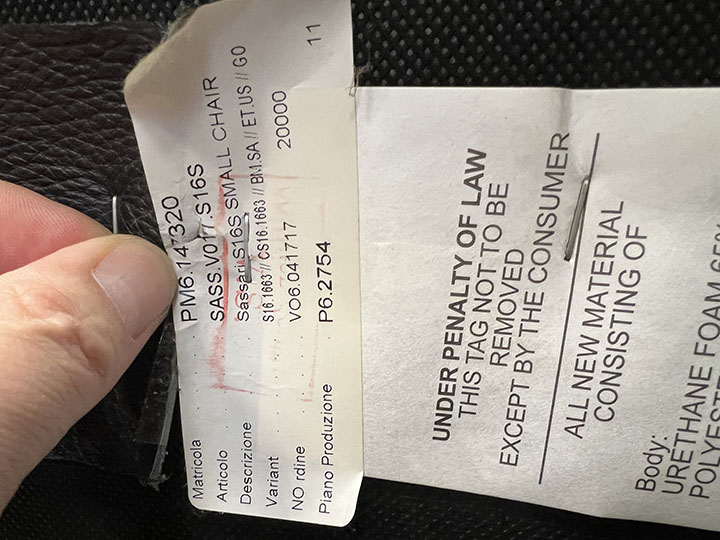 Matricola . . PM6.147320
Articolo . . . . SASS.V017.S16S
Descrizione . . Sassari.S16S SMALL CHAIR
Variant . . . . S16.1663 // CS16.1663 // BM.SA // ET.US // GO
NO rdine . . . . VO6.041717 20000 11
Piano Produzione . P6.2754
UNDER PENALTY OF LAW
THIS TAG NOT TO BE
REMOVED
EXCEPT BY THE CONSUMER
ALL NEW MATERIAL
CONSISTING OF
Body:
URETHANE FOAM